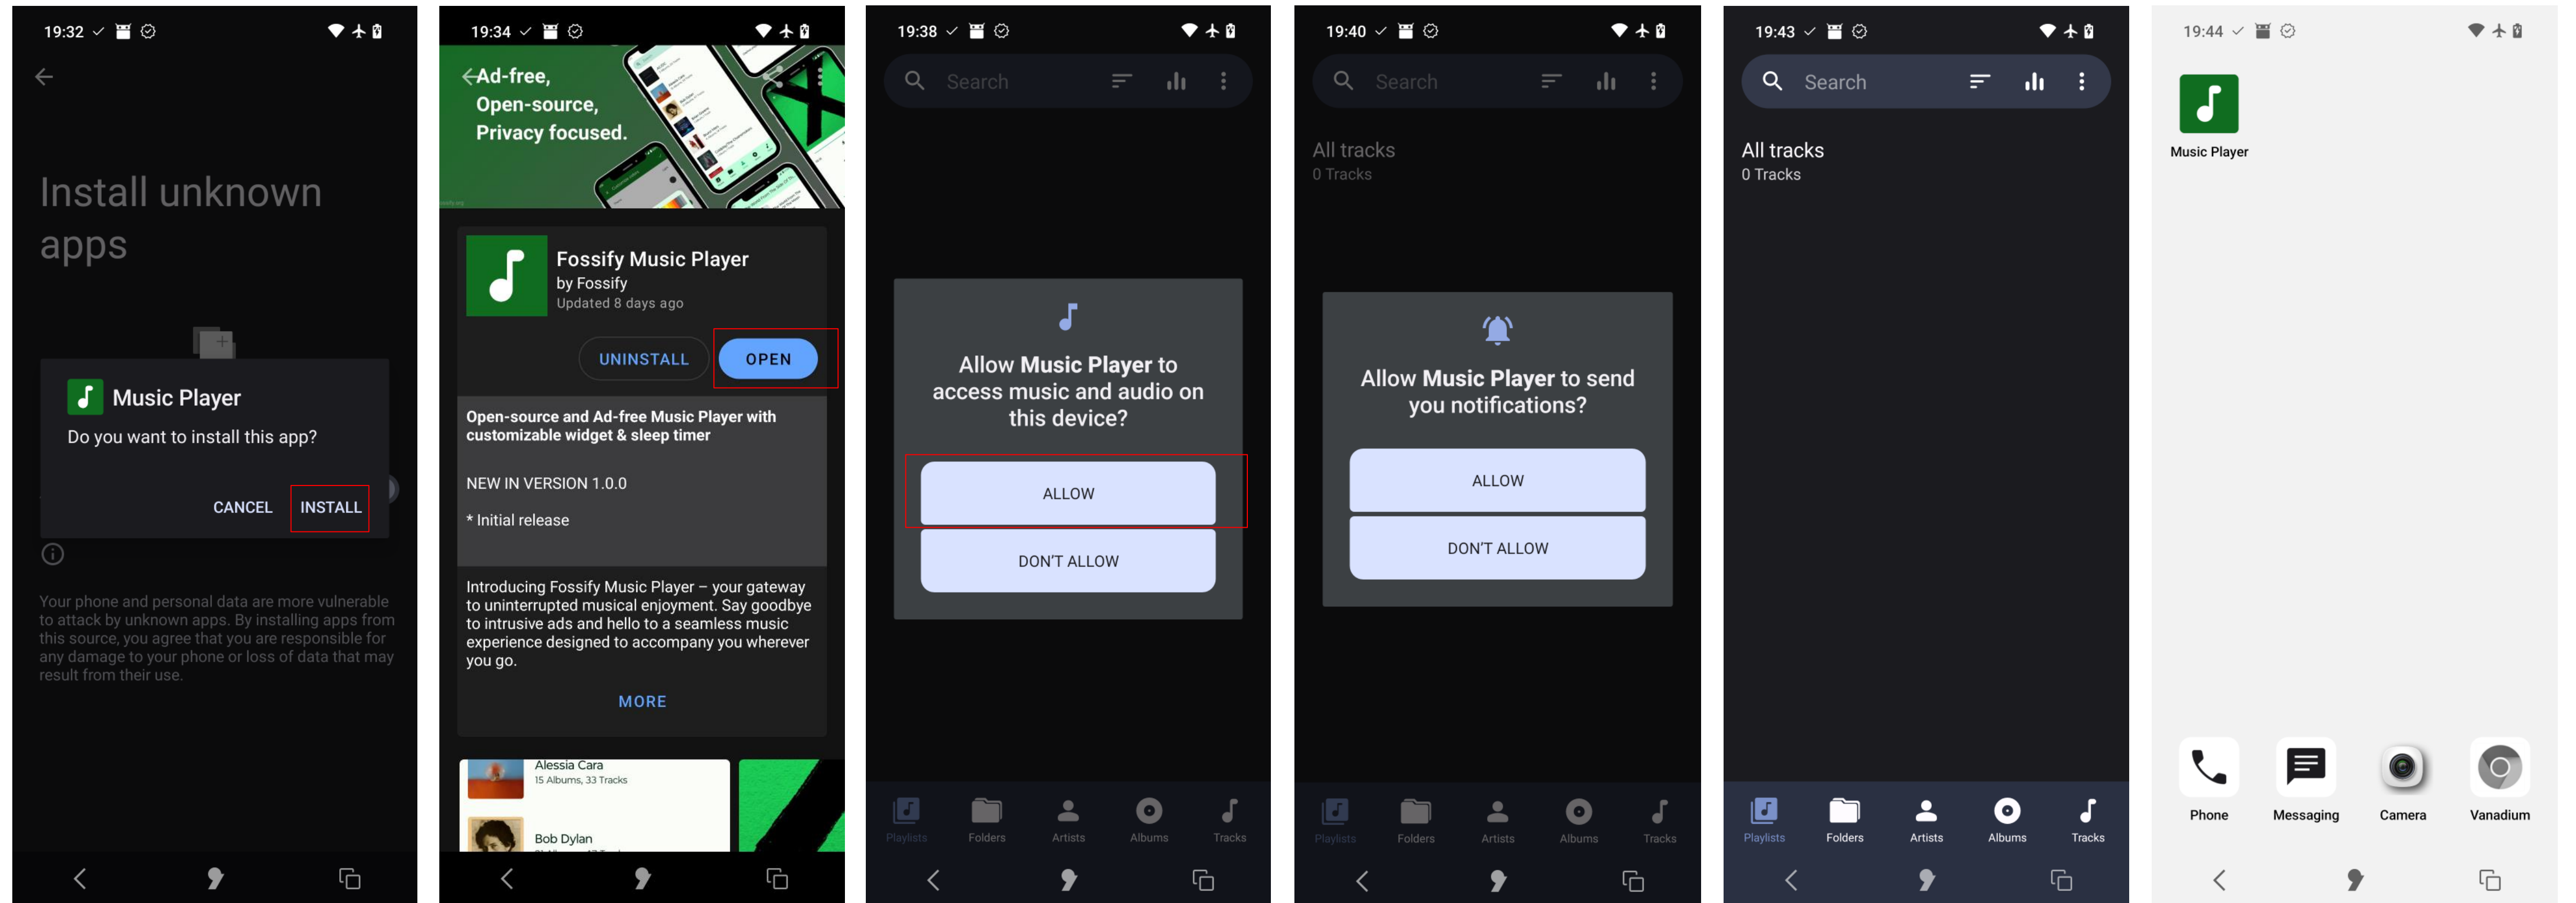 19:32
Install unknown
apps
Music Player
Do you want to install this app?
CANCEL
INSTALL
Your phone and personal data are more vulnerable
to attack by unknown apps. By installing apps from
this source, you agree that you are responsible for
any damage to your phone or loss of data that may
result from their use.
19:34
Ad-free,
Open-source,
Privacy focused.
Fossify Music Player
by Fossify
Updated 8 days ago
UNINSTALL
OPEN
Open-source and Ad-free Music Player with
customizable widget & sleep timer
NEW IN VERSION 1.0.0
* Initial release
Introducing Fossify Music Player – your gateway
to uninterrupted musical enjoyment. Say goodbye
to intrusive ads and hello to a seamless music
experience designed to accompany you wherever
you go.
MORE
Alessia Cara
15 Albums, 33 Tracks
Bob Dylan
19:38
Search
Allow Music Player to
access music and audio on
this device?
ALLOW
DON'T ALLOW
Playlists
Folders
Artists
Albums
Tracks
19:40
Search
All tracks
0 Tracks
Allow Music Player to send
you notifications?
ALLOW
DON'T ALLOW
Playlists
Folders
Artists
Albums
Tracks
19:43
Search
All tracks
0 Tracks
Playlists
Folders
Artists
Albums
Tracks
19:44
Music Player
Phone
Messaging
Camera
Vanadium